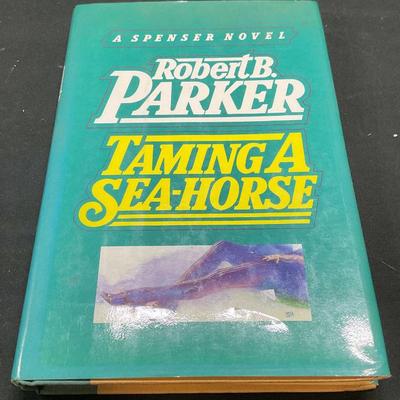 A SPENSER NOVEL
Robert B.
PARKER
TAMING A
SEA-HORSE